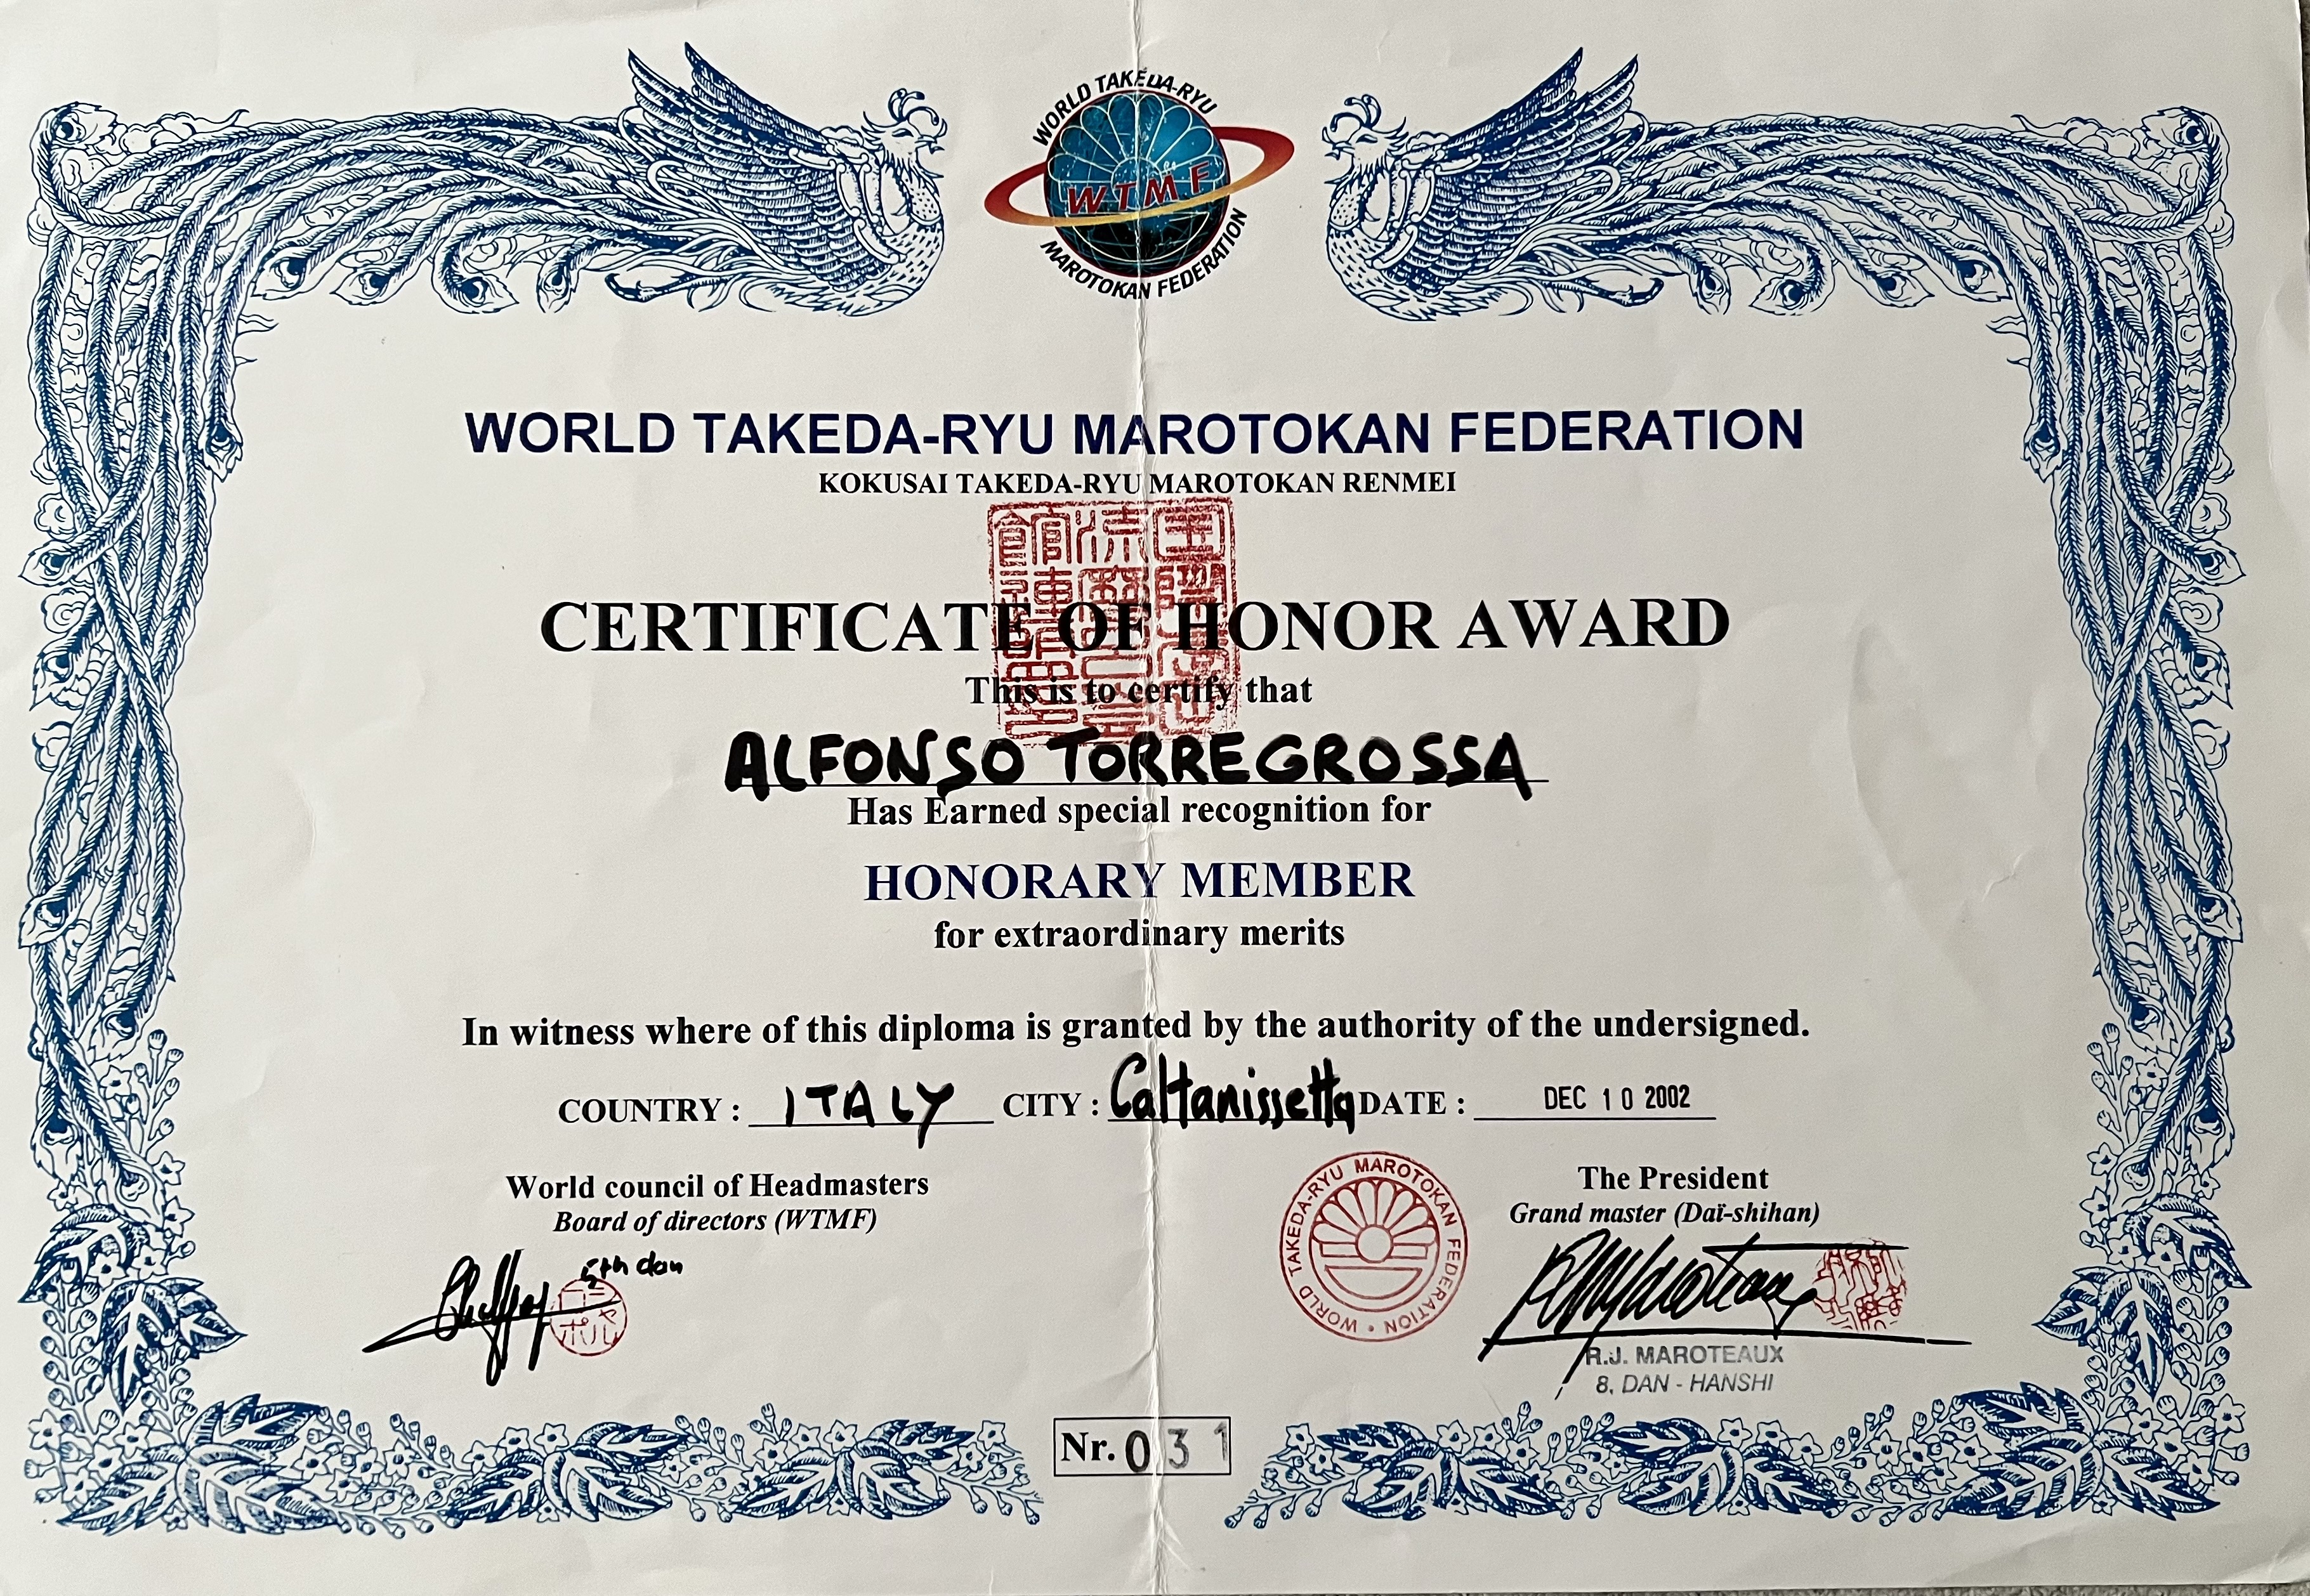 WORLD TAKEDA-RYU
WTMF
MAROTOKAN FEDERATION
WORLD TAKEDA-RYU MAROTOKAN FEDERATION
KOKUSAI TAKEDA-RYU MAROTOKAN RENMEI
CERTIFICATE OF HONOR AWARD
This is to certify that
ALFONSO TORREGROSSA
Has Earned special recognition for
HONORARY MEMBER
for extraordinary merits
In witness where of this diploma is granted by the authority of the undersigned.
COUNTRY : ITALY CITY : Caltanissetta DATE : DEC 10 2002
World council of Headmasters
Board of directors (WTMF)
5th dan
WORLD TAKEDA-RYU MAROTOKAN FEDERATION •
The President
Grand master (Daï-shihan)
R.J. MAROTEAUX
8. DAN - HANSHI
Nr. 031